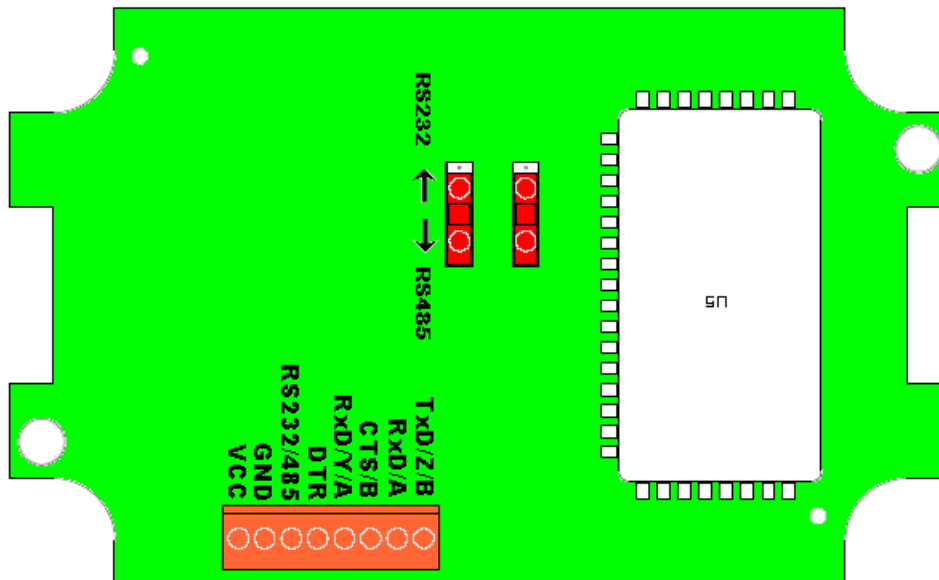 RS232
RS485
U5
VCC
GND
RS232/485
DTR
RxD/Y/A
CTS/B
RxD/A
TxD/Z/B